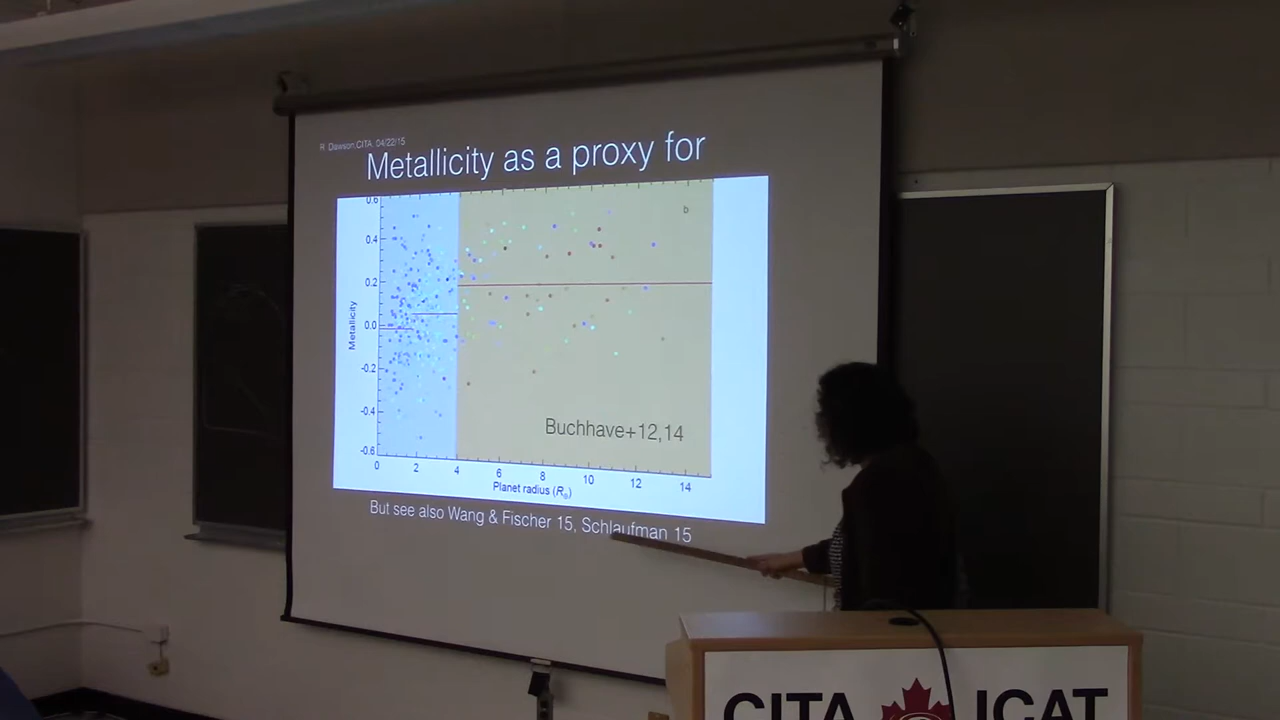 R. Dawson,CITA, 04/22/15
Metallicity as a proxy for
b
0.6
0.4
0.2
0.0
-0.2
-0.4
-0.6
Metallicity
Buchhave+12,14
0 2 4 6 8 10 12 14
Planet radius (R⊕)
But see also Wang & Fischer 15, Schlaufman 15
CITA ICAT